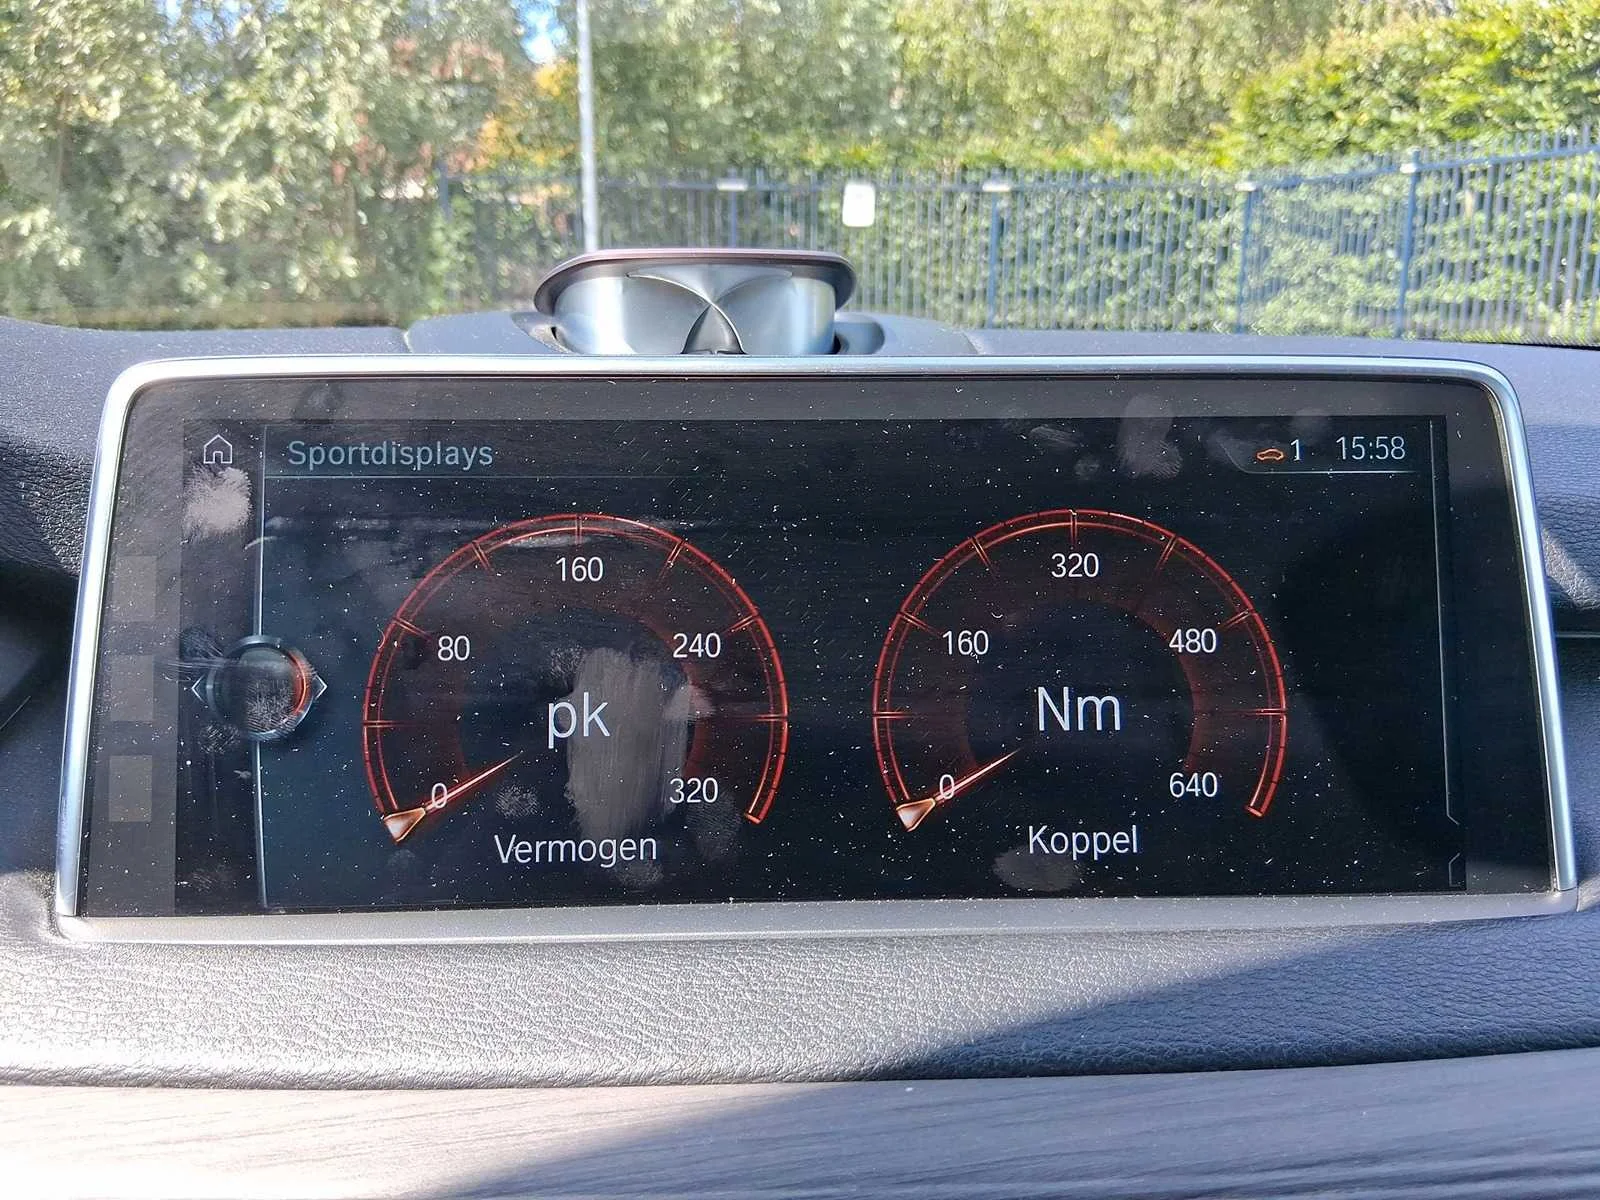 Sportdisplays
1 15:58
160
80
240
pk
0
320
Vermogen
320
160
480
Nm
0
640
Koppel